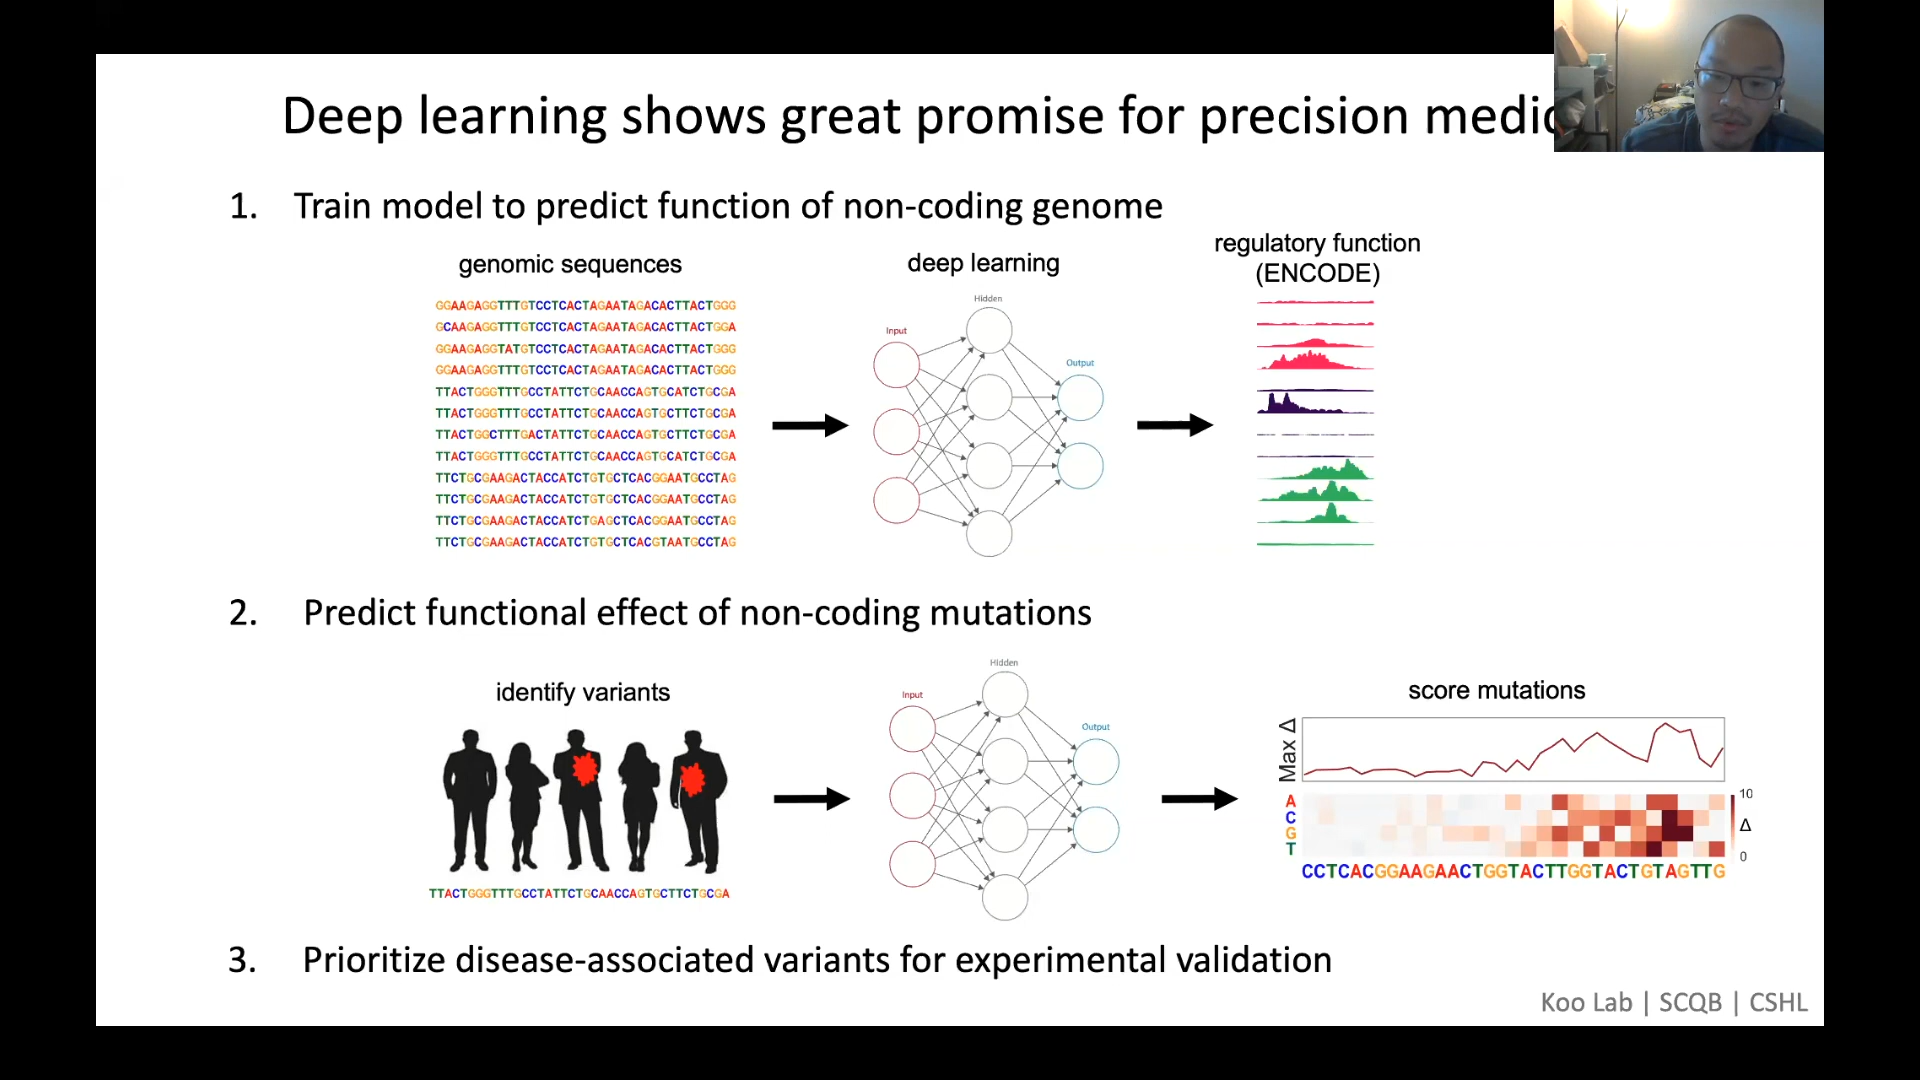 Deep learning shows great promise for precision medic
1. Train model to predict function of non-coding genome
genomic sequences
deep learning
regulatory function
(ENCODE)
GGAAGAGGTTTGTCCTCACTAGAATAGACACTTACTGGG
GCAAGAGGTTTGTCCTCACTAGAATAGACACTTACTGGA
GGAAGAGGTATGTCCTCACTAGAATAGACACTTACTGGG
GGAAGAGGTTTGTCCTCACTAGAATAGACACTTACTGGG
TTACTGGGTTTGCCTATTCTGCAACCAGTGCATCTGCGA
TTACTGGGTTTGCCTATTCTGCAACCAGTGCTTCTGCGA
TTACTGGCTTTGACTATTCTGCAACCAGTGCTTCTGCGA
TTACTGGGTTTGCCTATTCTGCAACCAGTGCATCTGCGA
TTCTGCGAAGACTACCATCTGTGCTCACGGAATGCCTAG
TTCTGCGAAGACTACCATCTGTGCTCACGGAATGCCTAG
TTCTGCGAAGACTACCATCTGAGCTCACGGAATGCCTAG
TTCTGCGAAGACTACCATCTGTGCTCACGTAATGCCTAG
Input
Hidden
Output
2. Predict functional effect of non-coding mutations
identify variants
TTACTGGGTTTGCCTATTCTGCAACCAGTGCTTCTGCGA
Input
Hidden
Output
score mutations
Max Δ
A
C
G
T
10
Δ
0
CCTCACGGAAGAACTGGTACTTGGTACTGTAGTTG
3. Prioritize disease-associated variants for experimental validation
Koo Lab | SCQB | CSHL